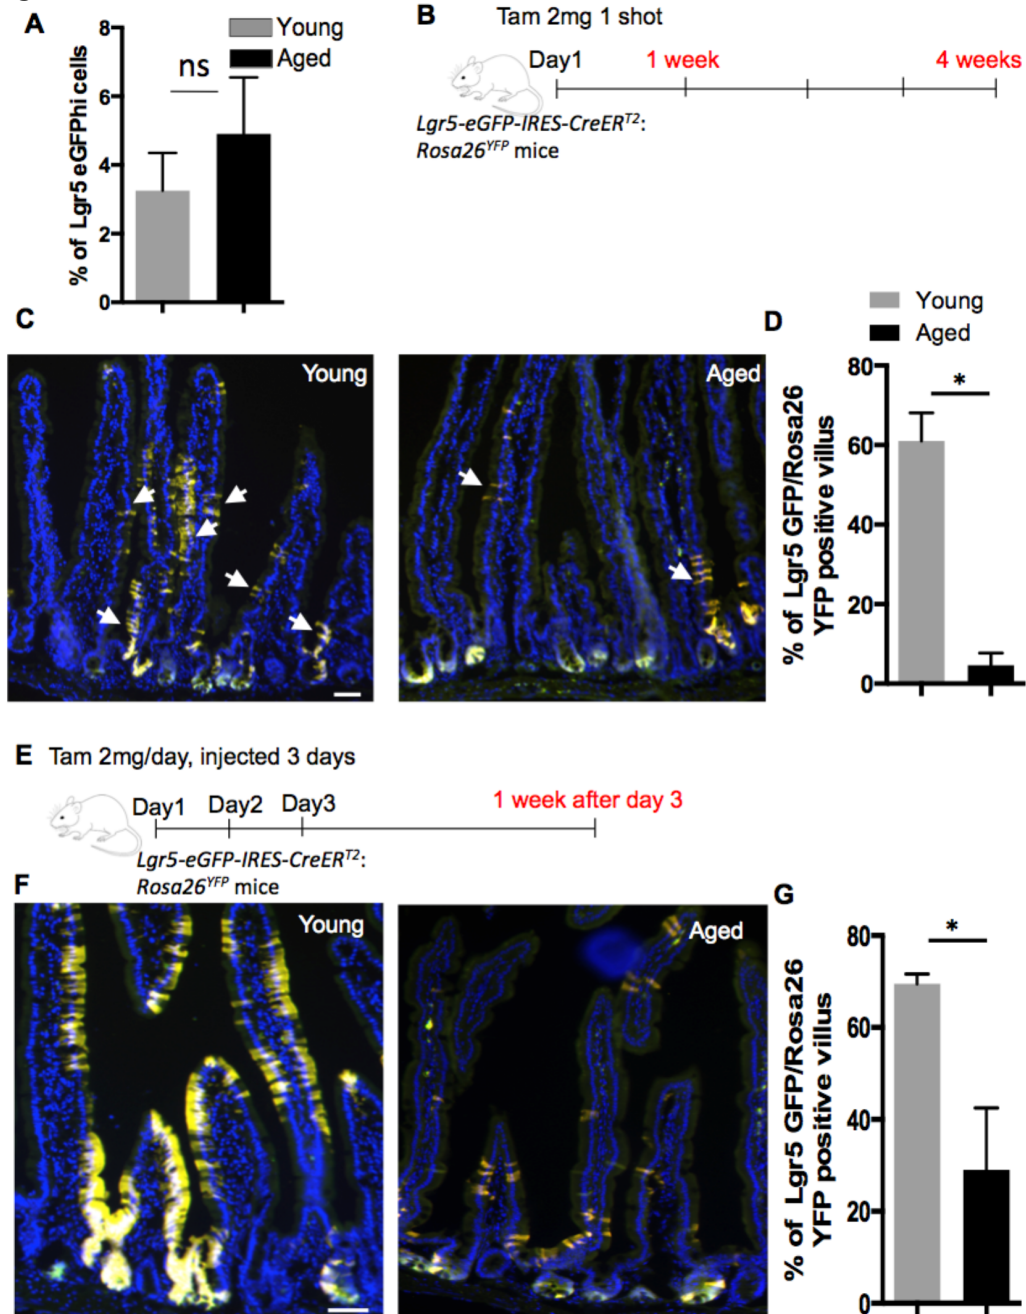 A
8
6
4
2
0
% of Lgr5 eGFPhi cells
ns
Young
Aged
B
Tam 2mg 1 shot
Day1
1 week
4 weeks
Lgr5-eGFP-IRES-CreERT2:
Rosa26YFP mice
C
Young
Aged
D
Young
Aged
80
60
40
20
0
*
% of Lgr5 GFP/Rosa26
YFP positive villus
E Tam 2mg/day, injected 3 days
Day1 Day2 Day3
1 week after day 3
Lgr5-eGFP-IRES-CreERT2:
Rosa26YFP mice
F
Young
Aged
G
80
60
40
20
0
*
% of Lgr5 GFP/Rosa26
YFP positive villus